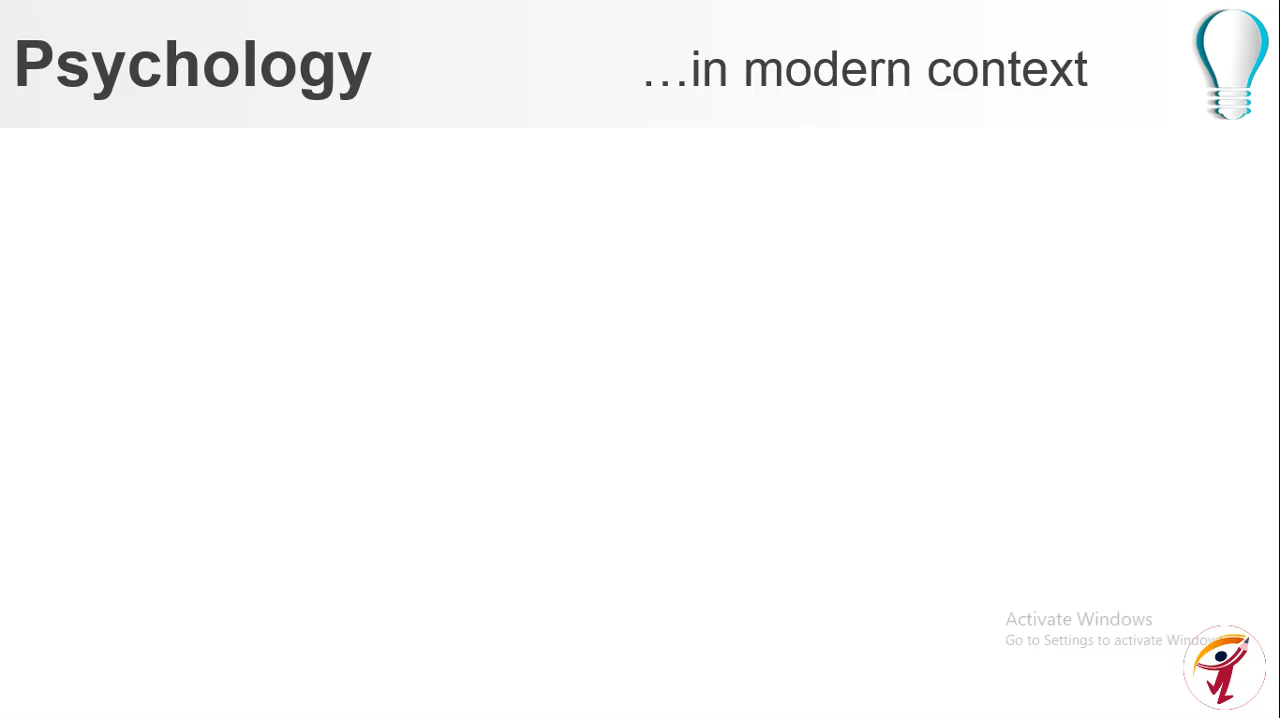 Psychology …in modern context
Activate Windows
Go to Settings to activate Windows